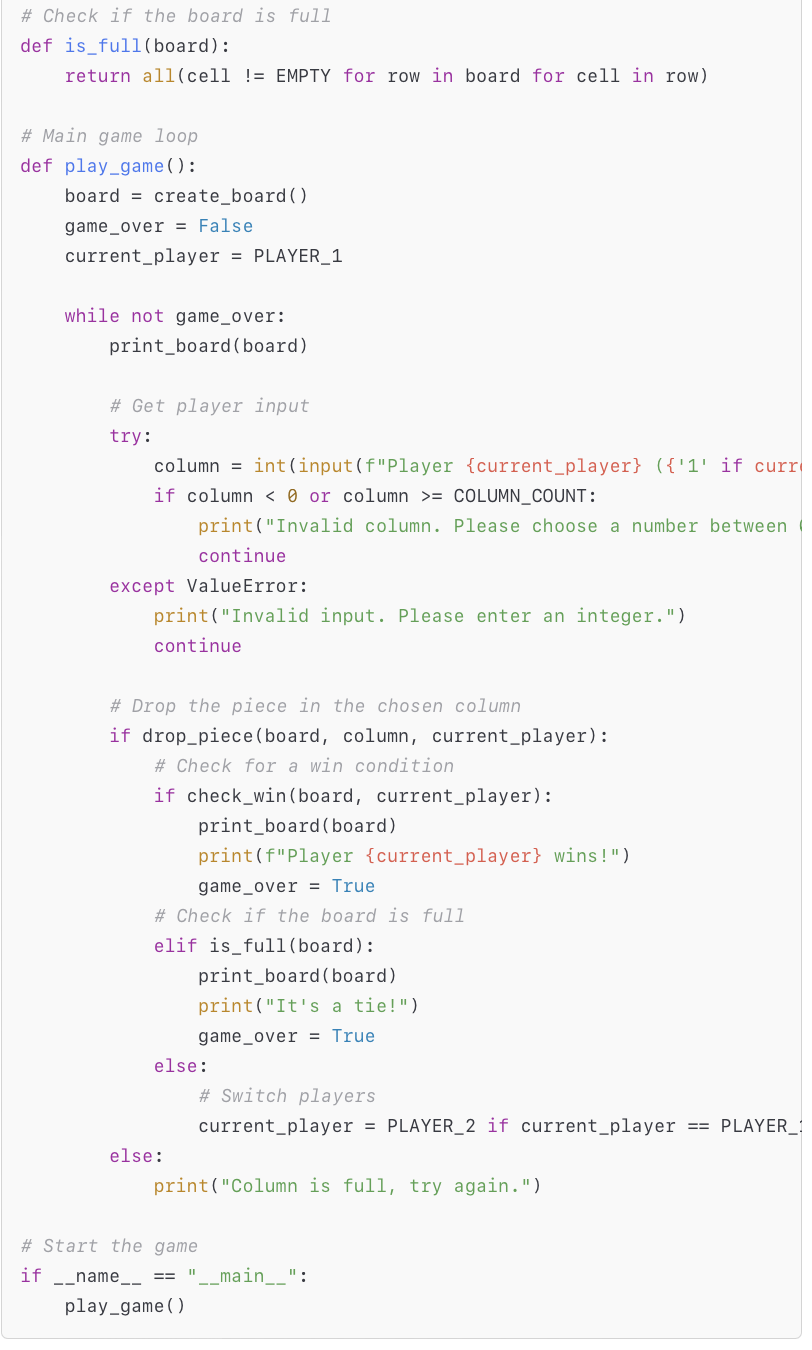 # Check if the board is full
def is_full(board):
    return all(cell != EMPTY for row in board for cell in row)

# Main game loop
def play_game():
    board = create_board()
    game_over = False
    current_player = PLAYER_1

    while not game_over:
        print_board(board)

        # Get player input
        try:
            column = int(input(f"Player {current_player} ({'1' if curre
            if column < 0 or column >= COLUMN_COUNT:
                print("Invalid column. Please choose a number between
                continue
        except ValueError:
            print("Invalid input. Please enter an integer.")
            continue

        # Drop the piece in the chosen column
        if drop_piece(board, column, current_player):
            # Check for a win condition
            if check_win(board, current_player):
                print_board(board)
                print(f"Player {current_player} wins!")
                game_over = True
            # Check if the board is full
            elif is_full(board):
                print_board(board)
                print("It's a tie!")
                game_over = True
            else:
                # Switch players
                current_player = PLAYER_2 if current_player == PLAYER_1
        else:
            print("Column is full, try again.")

# Start the game
if __name__ == "__main__":
    play_game()